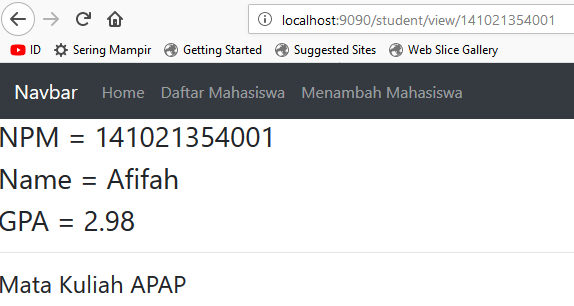 localhost:9090/student/view/141021354001
ID Sering Mampir Getting Started Suggested Sites Web Slice Gallery
Navbar Home Daftar Mahasiswa Menambah Mahasiswa
NPM = 141021354001
Name = Afifah
GPA = 2.98
Mata Kuliah APAP